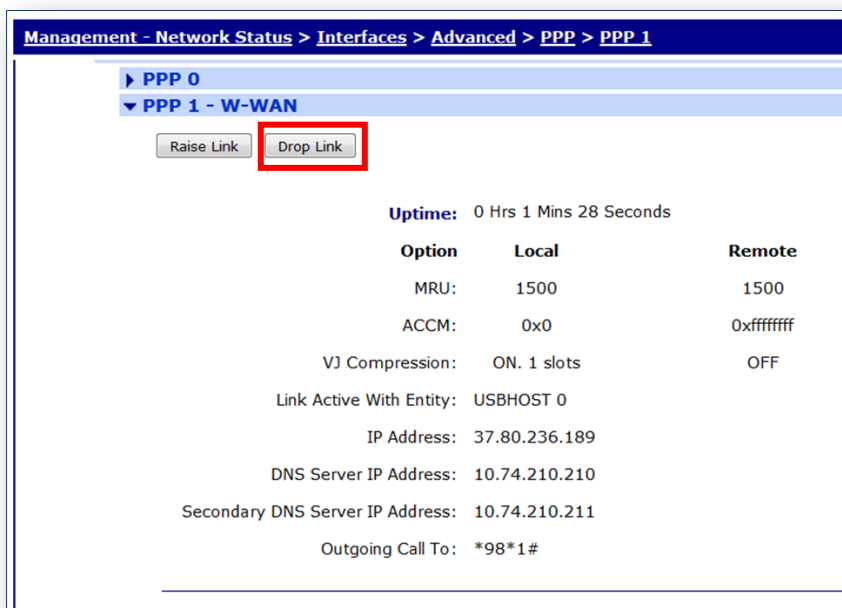 Management - Network Status > Interfaces > Advanced > PPP > PPP 1
PPP 0
PPP 1 - W-WAN
Raise Link Drop Link
Uptime: 0 Hrs 1 Mins 28 Seconds
Option Local Remote
MRU: 1500 1500
ACCM: 0x0 0xffffffff
VJ Compression: ON. 1 slots OFF
Link Active With Entity: USBHOST 0
IP Address: 37.80.236.189
DNS Server IP Address: 10.74.210.210
Secondary DNS Server IP Address: 10.74.210.211
Outgoing Call To: *98*1#